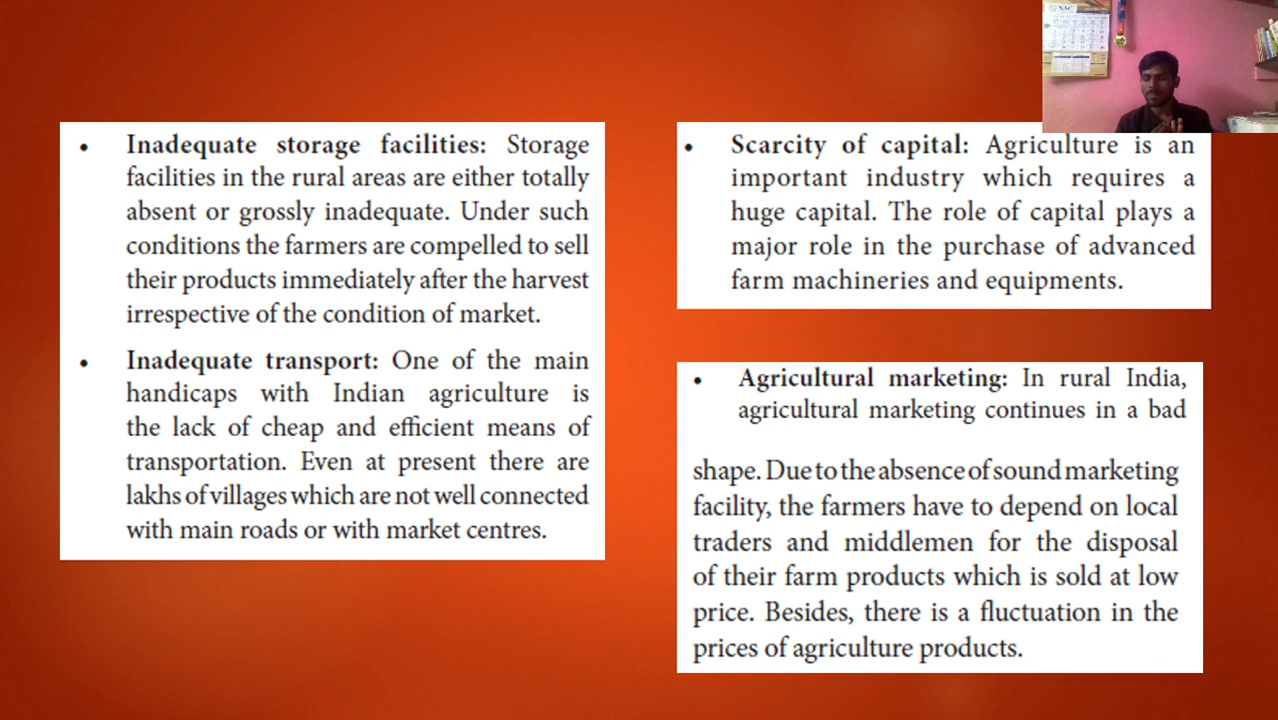 • Inadequate storage facilities: Storage
facilities in the rural areas are either totally
absent or grossly inadequate. Under such
conditions the farmers are compelled to sell
their products immediately after the harvest
irrespective of the condition of market.
• Inadequate transport: One of the main
handicaps with Indian agriculture is
the lack of cheap and efficient means of
transportation. Even at present there are
lakhs of villages which are not well connected
with main roads or with market centres.
• Scarcity of capital: Agriculture is an
important industry which requires a
huge capital. The role of capital plays a
major role in the purchase of advanced
farm machineries and equipments.
• Agricultural marketing: In rural India,
agricultural marketing continues in a bad
shape. Due to the absence of sound marketing
facility, the farmers have to depend on local
traders and middlemen for the disposal
of their farm products which is sold at low
price. Besides, there is a fluctuation in the
prices of agriculture products.